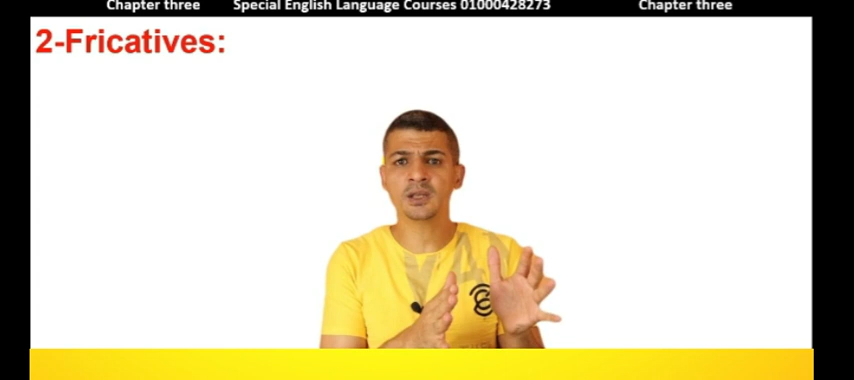 Chapter three Special English Language Courses 01000428273 Chapter three
2-Fricatives: